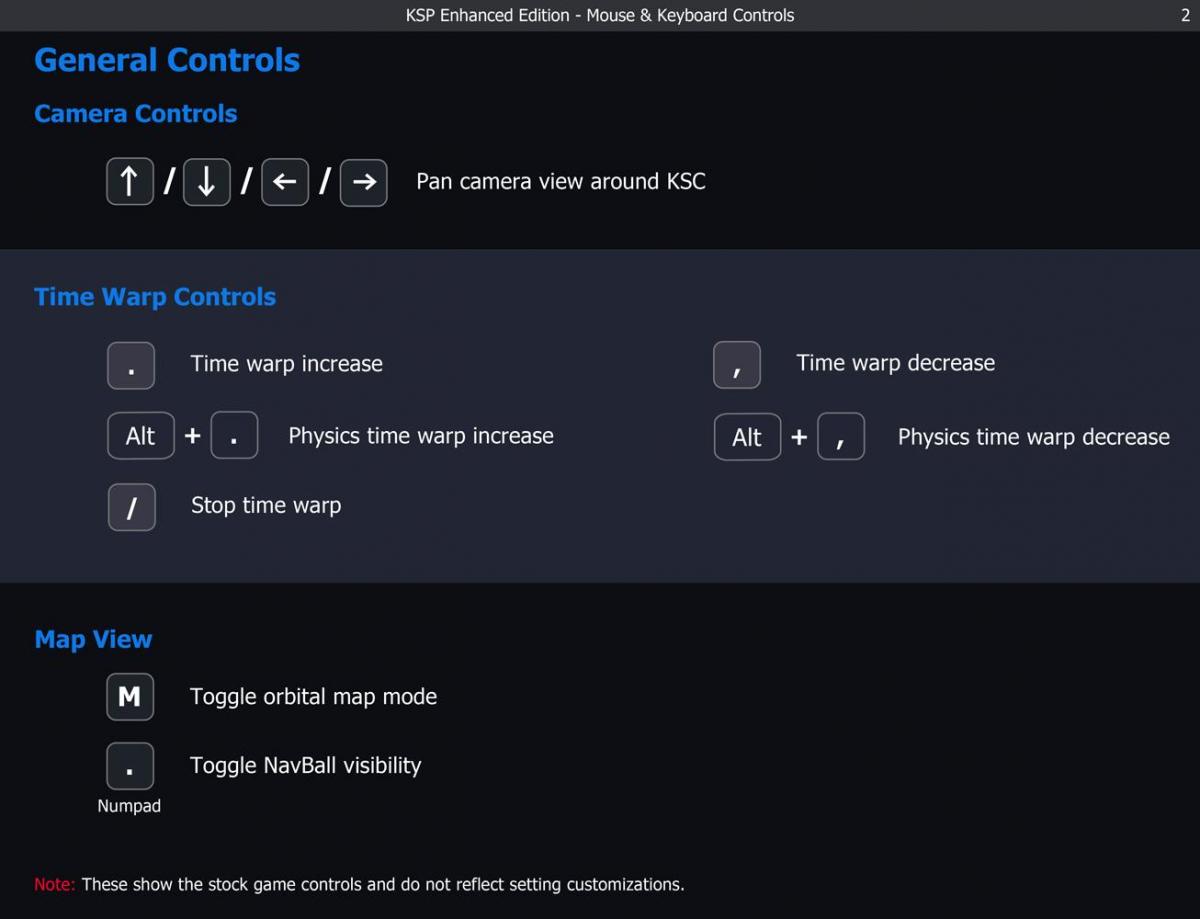 KSP Enhanced Edition - Mouse & Keyboard Controls 2
General Controls
Camera Controls
↑ / ↓ / ← / → Pan camera view around KSC
Time Warp Controls
. Time warp increase , Time warp decrease
Alt + . Physics time warp increase Alt + , Physics time warp decrease
/ Stop time warp
Map View
M Toggle orbital map mode
. Toggle NavBall visibility
Numpad
Note: These show the stock game controls and do not reflect setting customizations.